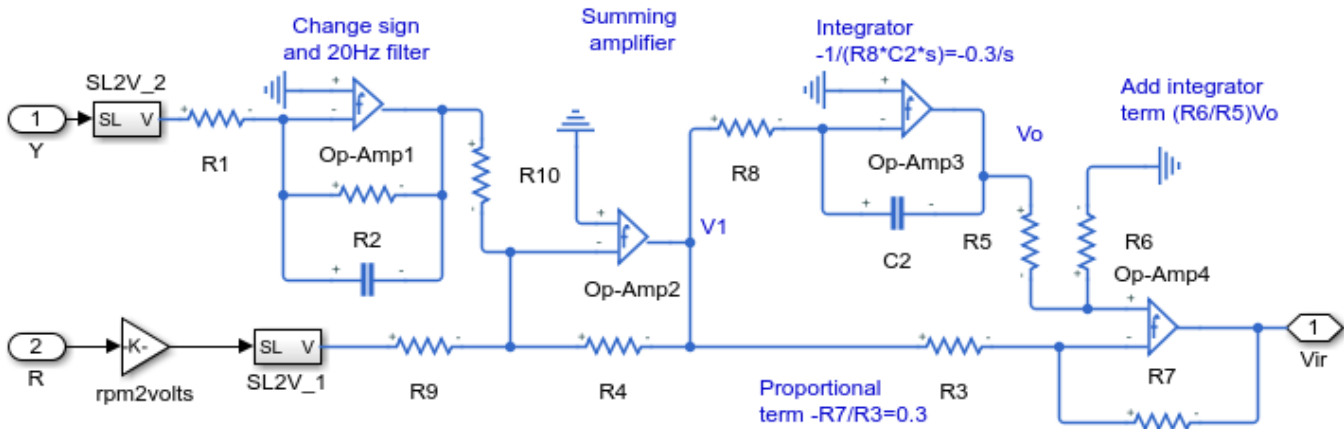 Change sign
and 20Hz filter
Summing
amplifier
Integrator
-1/(R8*C2*s)=-0.3/s
Add integrator
term (R6/R5)Vo
SL2V_2
1
SL V
Y
R1
+
-
+
-
Op-Amp1
+
-
R2
+
-
+
-
R10
+
-
Op-Amp2
V1
+
-
R8
+
-
Op-Amp3
+
-
C2
Vo
+
-
R5
-
+
R6
Op-Amp4
+
-
2
R
-K-
rpm2volts
SL V
SL2V_1
+
-
R9
+
-
R4
+
-
R3
R7
+
-
1
Vir
Proportional
term -R7/R3=0.3